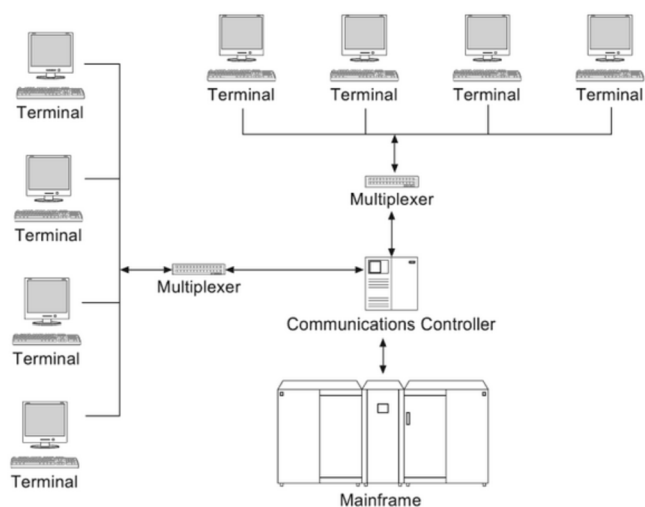 Terminal
Terminal
Terminal
Terminal
Terminal
Terminal
Terminal
Terminal
Multiplexer
Multiplexer
Communications Controller
Mainframe